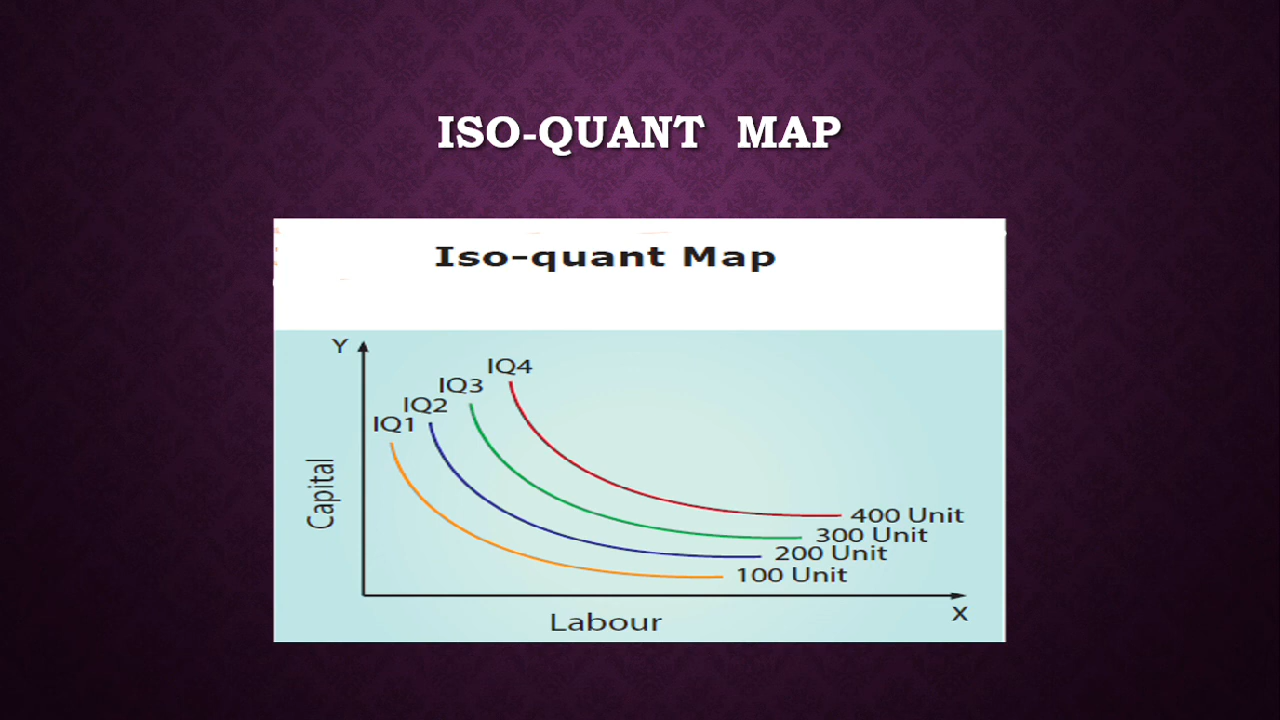 ISO-QUANT MAP
Iso-quant Map
Y
IQ4
IQ3
IQ2
IQ1
Capital
400 Unit
300 Unit
200 Unit
100 Unit
X
Labour